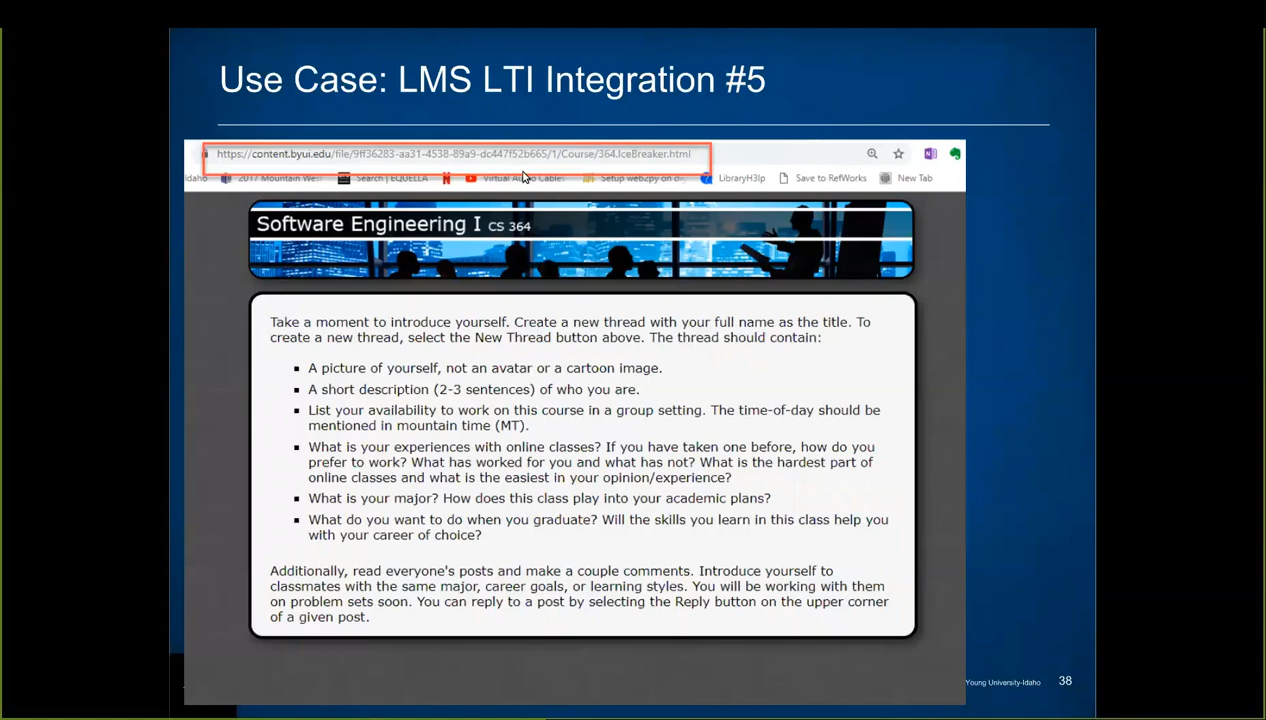 Use Case: LMS LTI Integration #5
https://content.byui.edu/file/9ff36283-aa31-4538-89a9-dc447f52b665/1/Course/364.IceBreaker.html
Idaho 2017 Mountain West Search | EQUELLA Virtual Audio Cable Setup web2py on LibraryH3lp Save to RefWorks New Tab
Software Engineering I CS 364
Take a moment to introduce yourself. Create a new thread with your full name as the title. To
create a new thread, select the New Thread button above. The thread should contain:
▪ A picture of yourself, not an avatar or a cartoon image.
▪ A short description (2-3 sentences) of who you are.
▪ List your availability to work on this course in a group setting. The time-of-day should be
mentioned in mountain time (MT).
▪ What is your experiences with online classes? If you have taken one before, how do you
prefer to work? What has worked for you and what has not? What is the hardest part of
online classes and what is the easiest in your opinion/experience?
▪ What is your major? How does this class play into your academic plans?
▪ What do you want to do when you graduate? Will the skills you learn in this class help you
with your career of choice?
Additionally, read everyone's posts and make a couple comments. Introduce yourself to
classmates with the same major, career goals, or learning styles. You will be working with them
on problem sets soon. You can reply to a post by selecting the Reply button on the upper corner
of a given post.
Young University-Idaho 38